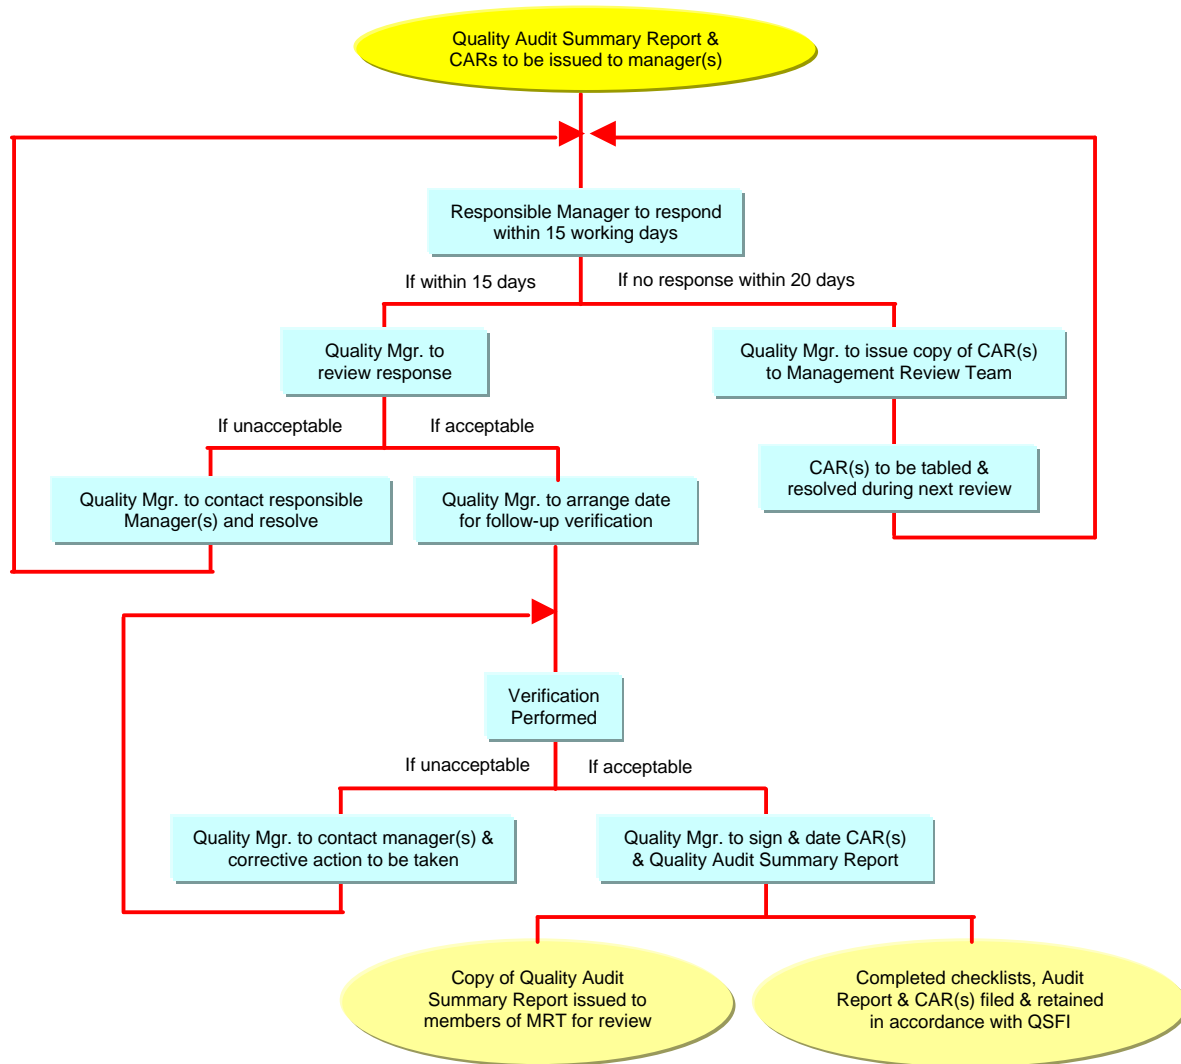 Quality Audit Summary Report &
CARs to be issued to manager(s)
Responsible Manager to respond
within 15 working days
If within 15 days
If no response within 20 days
Quality Mgr. to
review response
Quality Mgr. to issue copy of CAR(s)
to Management Review Team
If unacceptable
If acceptable
CAR(s) to be tabled &
resolved during next review
Quality Mgr. to contact responsible
Manager(s) and resolve
Quality Mgr. to arrange date
for follow-up verification
Verification
Performed
If unacceptable
If acceptable
Quality Mgr. to contact manager(s) &
corrective action to be taken
Quality Mgr. to sign & date CAR(s)
& Quality Audit Summary Report
Copy of Quality Audit
Summary Report issued to
members of MRT for review
Completed checklists, Audit
Report & CAR(s) filed & retained
in accordance with QSFI